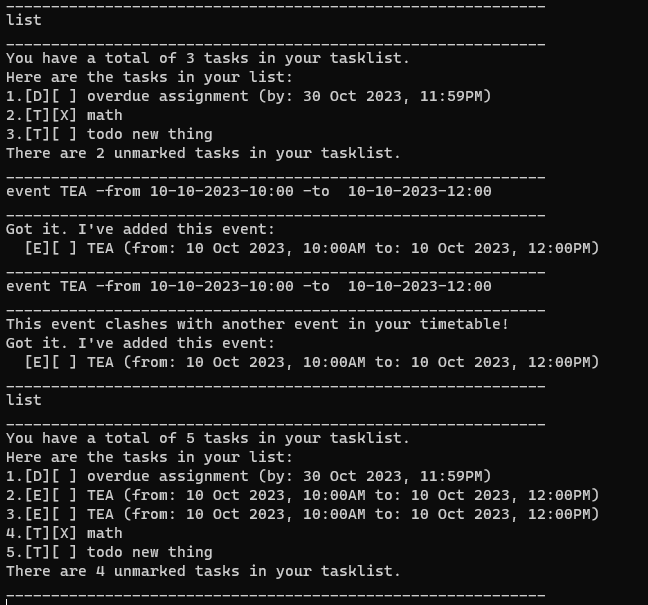 ____________________________________________________________
list
____________________________________________________________
You have a total of 3 tasks in your tasklist.
Here are the tasks in your list:
1.[D][ ] overdue assignment (by: 30 Oct 2023, 11:59PM)
2.[T][X] math
3.[T][ ] todo new thing
There are 2 unmarked tasks in your tasklist.
____________________________________________________________
event TEA -from 10-10-2023-10:00 -to  10-10-2023-12:00
____________________________________________________________
Got it. I've added this event:
  [E][ ] TEA (from: 10 Oct 2023, 10:00AM to: 10 Oct 2023, 12:00PM)
____________________________________________________________
event TEA -from 10-10-2023-10:00 -to  10-10-2023-12:00
____________________________________________________________
This event clashes with another event in your timetable!
Got it. I've added this event:
  [E][ ] TEA (from: 10 Oct 2023, 10:00AM to: 10 Oct 2023, 12:00PM)
____________________________________________________________
list
____________________________________________________________
You have a total of 5 tasks in your tasklist.
Here are the tasks in your list:
1.[D][ ] overdue assignment (by: 30 Oct 2023, 11:59PM)
2.[E][ ] TEA (from: 10 Oct 2023, 10:00AM to: 10 Oct 2023, 12:00PM)
3.[E][ ] TEA (from: 10 Oct 2023, 10:00AM to: 10 Oct 2023, 12:00PM)
4.[T][X] math
5.[T][ ] todo new thing
There are 4 unmarked tasks in your tasklist.
____________________________________________________________